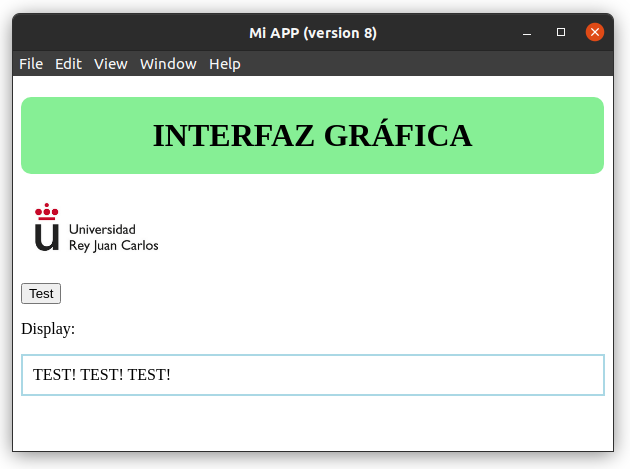 Mi APP (version 8)
File Edit View Window Help
INTERFAZ GRÁFICA
u Universidad
Rey Juan Carlos
Test
Display:
TEST! TEST! TEST!